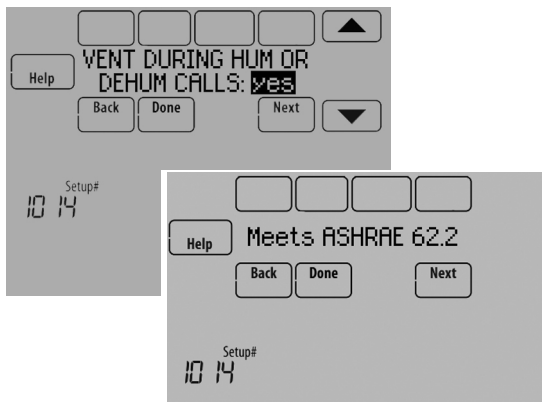 VENT DURING HUM OR
Help
DEHUM CALLS: yes
Back Done Next
Setup#
10 14
Help
Meets ASHRAE 62.2
Back Done Next
Setup#
10 14